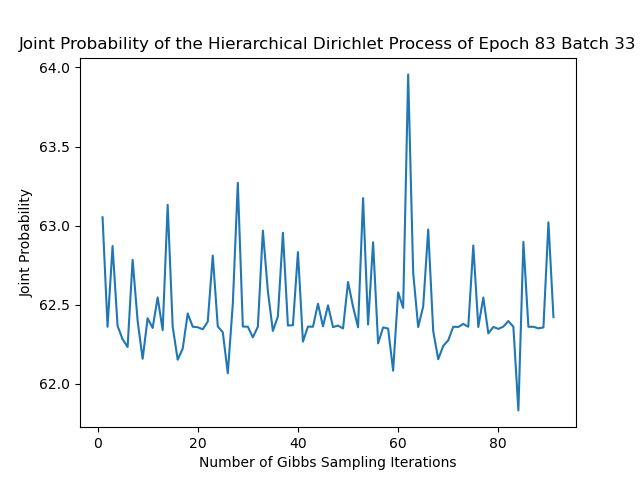 Joint Probability of the Hierarchical Dirichlet Process of Epoch 83 Batch 33
64.0
63.5
63.0
62.5
62.0
Joint Probability
0 20 40 60 80
Number of Gibbs Sampling Iterations